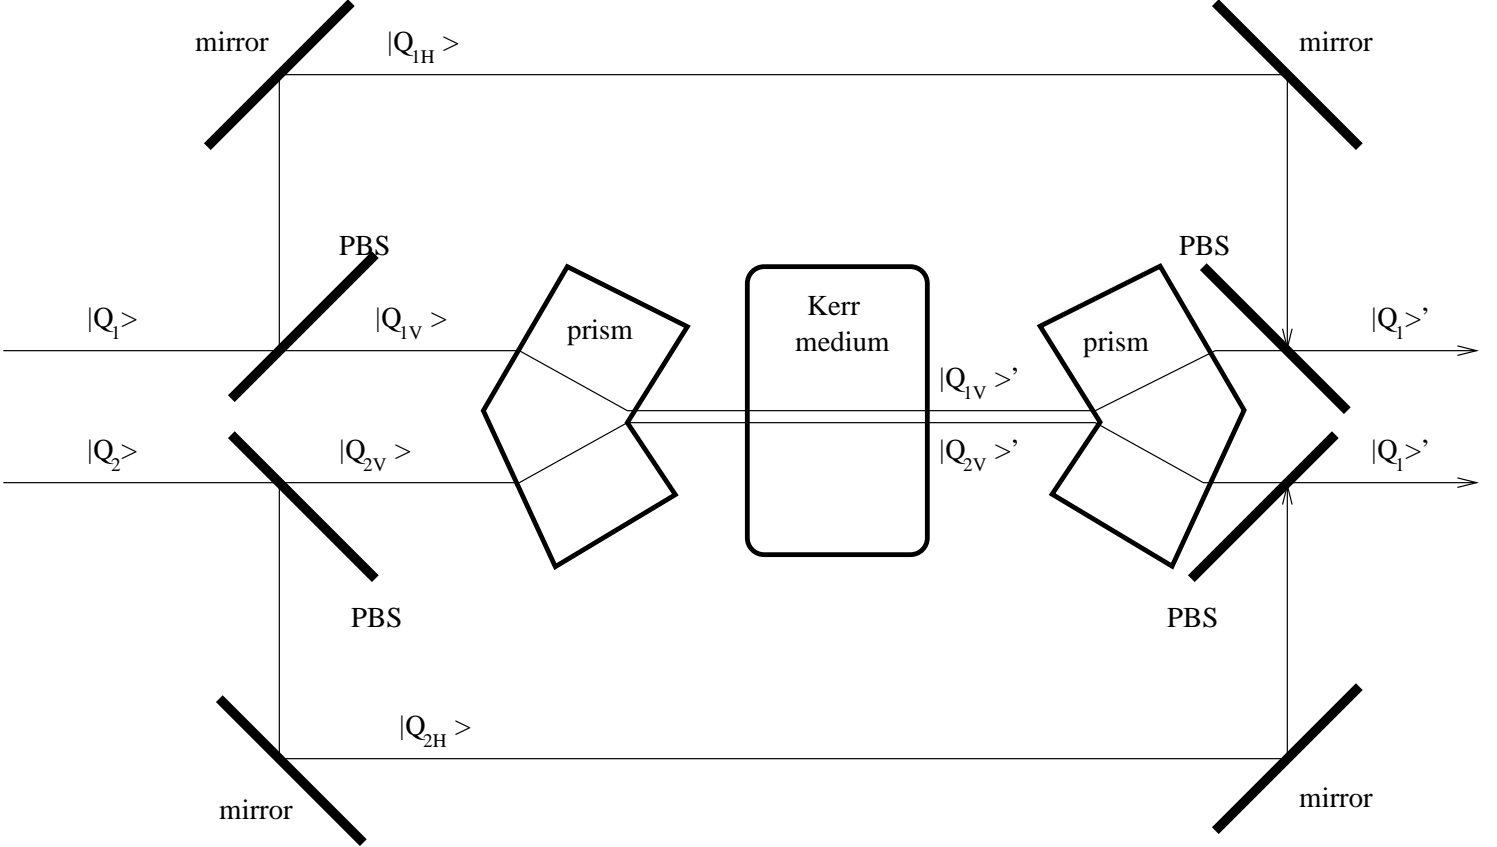 mirror
|Q1H >
mirror
PBS
PBS
|Q1>
|Q1V >
prism
Kerr
medium
prism
|Q1>’
|Q1V >’
|Q2>
|Q2V >
|Q2V >’
|Q1>’
PBS
PBS
|Q2H >
mirror
mirror